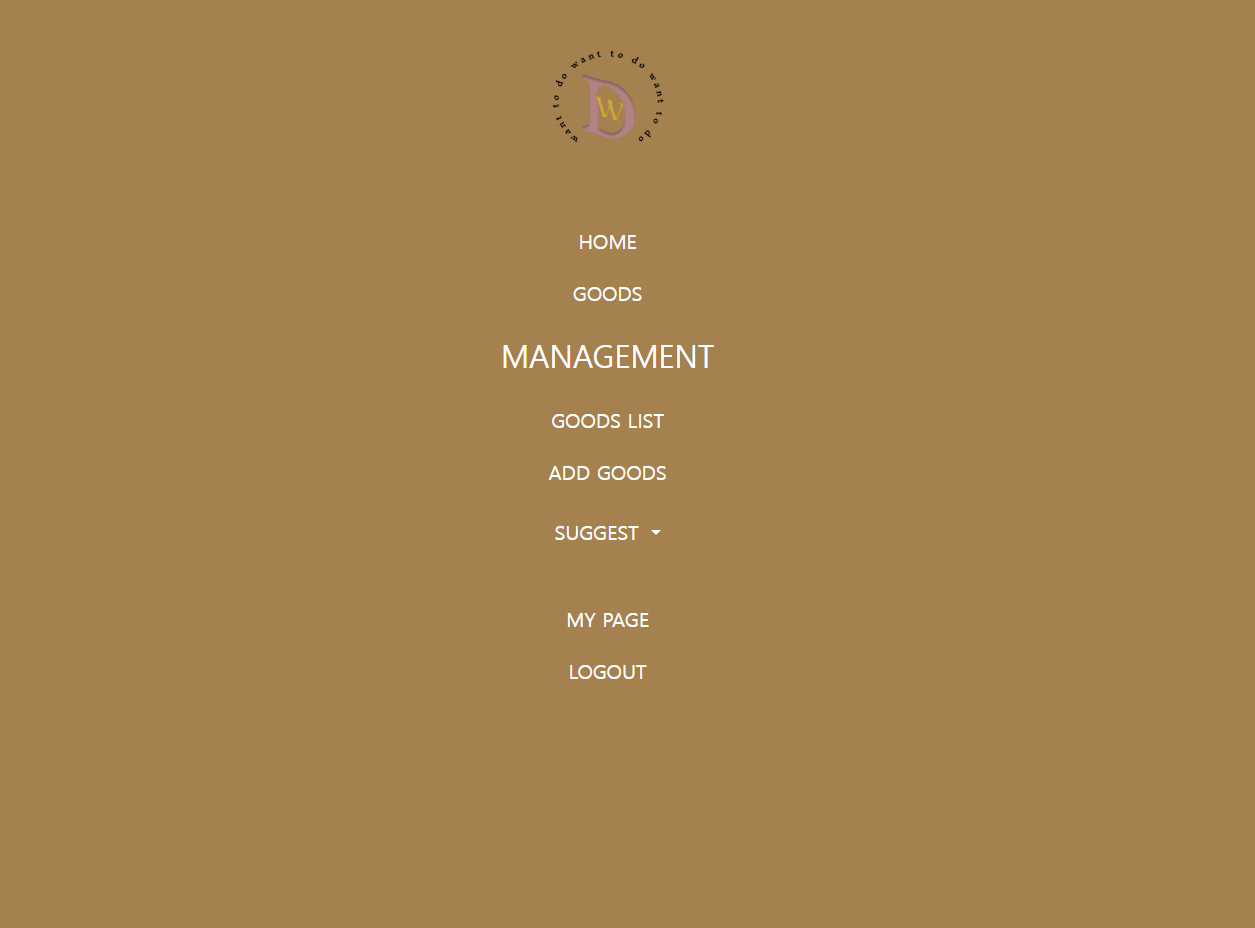 want to do want to do want to do
D
W
HOME
GOODS
MANAGEMENT
GOODS LIST
ADD GOODS
SUGGEST
MY PAGE
LOGOUT